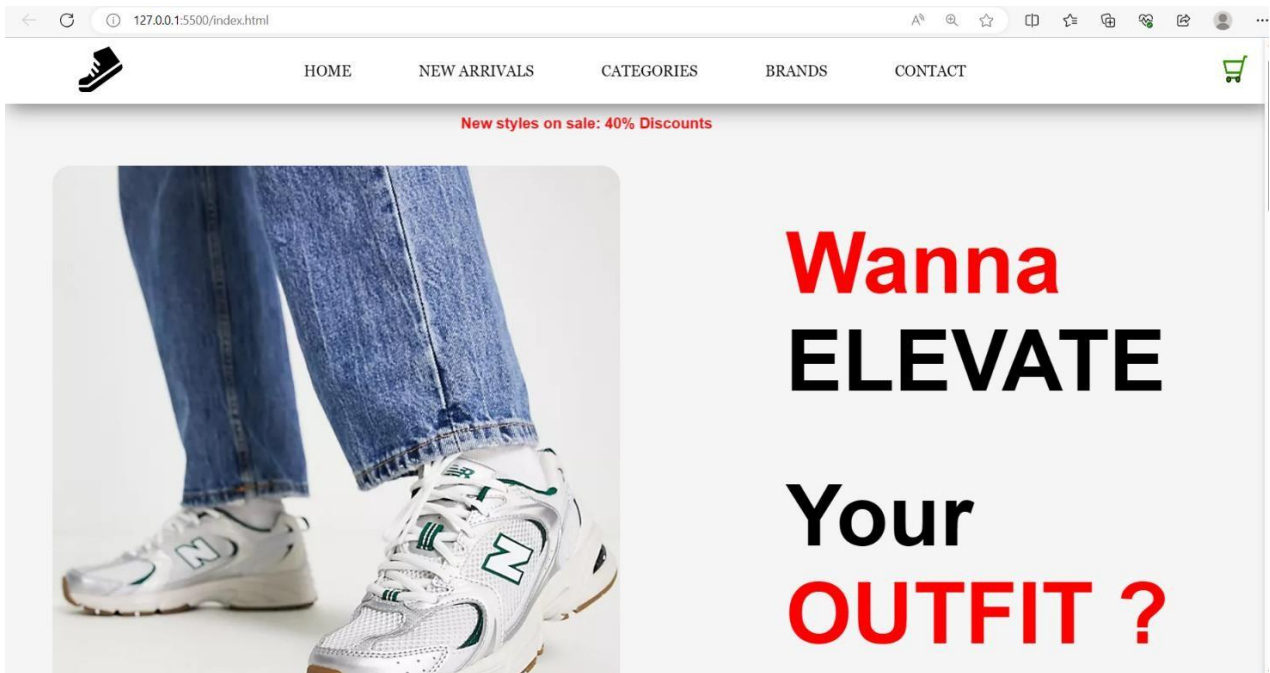 127.0.0.1:5500/index.html
HOME NEW ARRIVALS CATEGORIES BRANDS CONTACT
New styles on sale: 40% Discounts
Wanna
ELEVATE
Your
OUTFIT ?
N
N